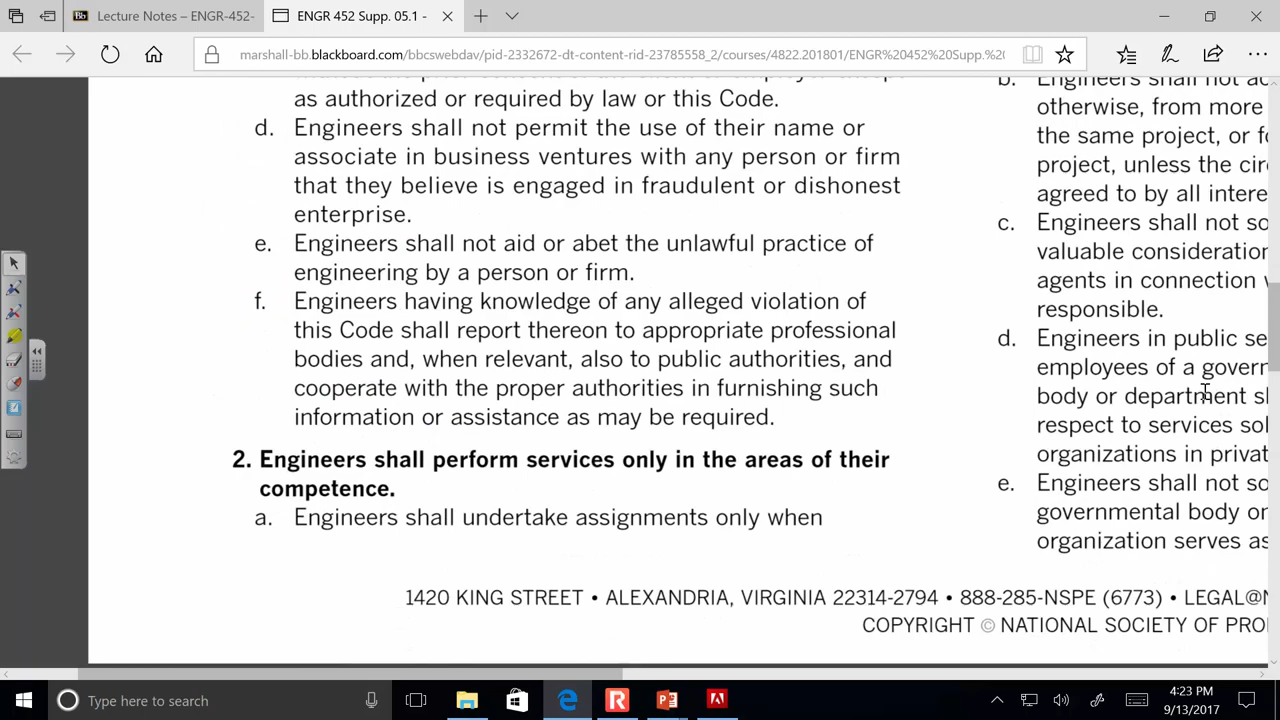 Lecture Notes – ENGR-452-
ENGR 452 Supp. 05.1 -
marshall-bb.blackboard.com/bbcswebdav/pid-2332672-dt-content-rid-23785558_2/courses/4822.201801/ENGR%20452%20Supp.%20
as authorized or required by law or this Code.
d. Engineers shall not permit the use of their name or
associate in business ventures with any person or firm
that they believe is engaged in fraudulent or dishonest
enterprise.
e. Engineers shall not aid or abet the unlawful practice of
engineering by a person or firm.
f. Engineers having knowledge of any alleged violation of
this Code shall report thereon to appropriate professional
bodies and, when relevant, also to public authorities, and
cooperate with the proper authorities in furnishing such
information or assistance as may be required.
2. Engineers shall perform services only in the areas of their
competence.
a. Engineers shall undertake assignments only when
b. Engineers shall not ac
otherwise, from more
the same project, or fo
project, unless the circ
agreed to by all intere
c. Engineers shall not so
valuable consideration
agents in connection w
responsible.
d. Engineers in public se
employees of a govern
body or department sh
respect to services soli
organizations in privat
e. Engineers shall not so
governmental body on
organization serves as
1420 KING STREET • ALEXANDRIA, VIRGINIA 22314-2794 • 888-285-NSPE (6773) • LEGAL@N
COPYRIGHT © NATIONAL SOCIETY OF PRO
Type here to search
4:23 PM
9/13/2017